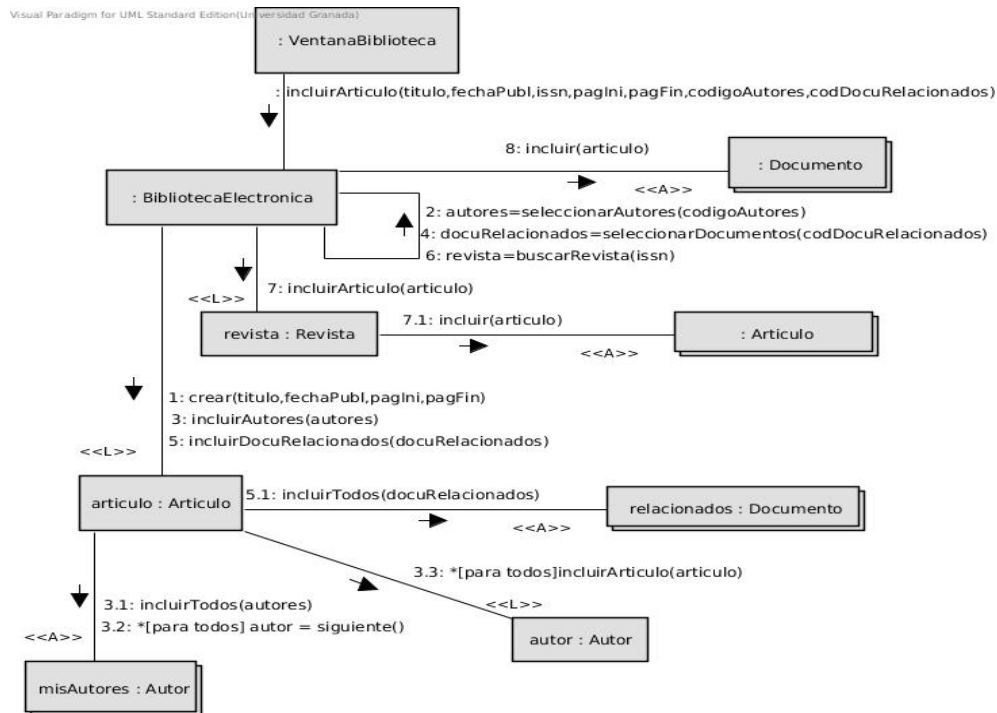 Visual Paradigm for UML Standard Edition(Universidad Granada)
: VentanaBiblioteca
: incluirArticulo(titulo,fechaPubl,issn,pagIni,pagFin,codigoAutores,codDocuRelacionados)
8: incluir(articulo)
: Documento
<<A>>
: BibliotecaElectronica
2: autores=seleccionarAutores(codigoAutores)
4: docuRelacionados=seleccionarDocumentos(codDocuRelacionados)
6: revista=buscarRevista(issn)
7: incluirArticulo(articulo)
<<L>>
revista : Revista
7.1: incluir(articulo)
: Articulo
<<A>>
1: crear(titulo,fechaPubl,pagIni,pagFin)
3: incluirAutores(autores)
5: incluirDocuRelacionados(docuRelacionados)
<<L>>
articulo : Articulo
5.1: incluirTodos(docuRelacionados)
relacionados : Documento
<<A>>
3.3: *[para todos]incluirArticulo(articulo)
3.1: incluirTodos(autores)
<<L>>
3.2: *[para todos] autor = siguiente()
<<A>>
autor : Autor
misAutores : Autor